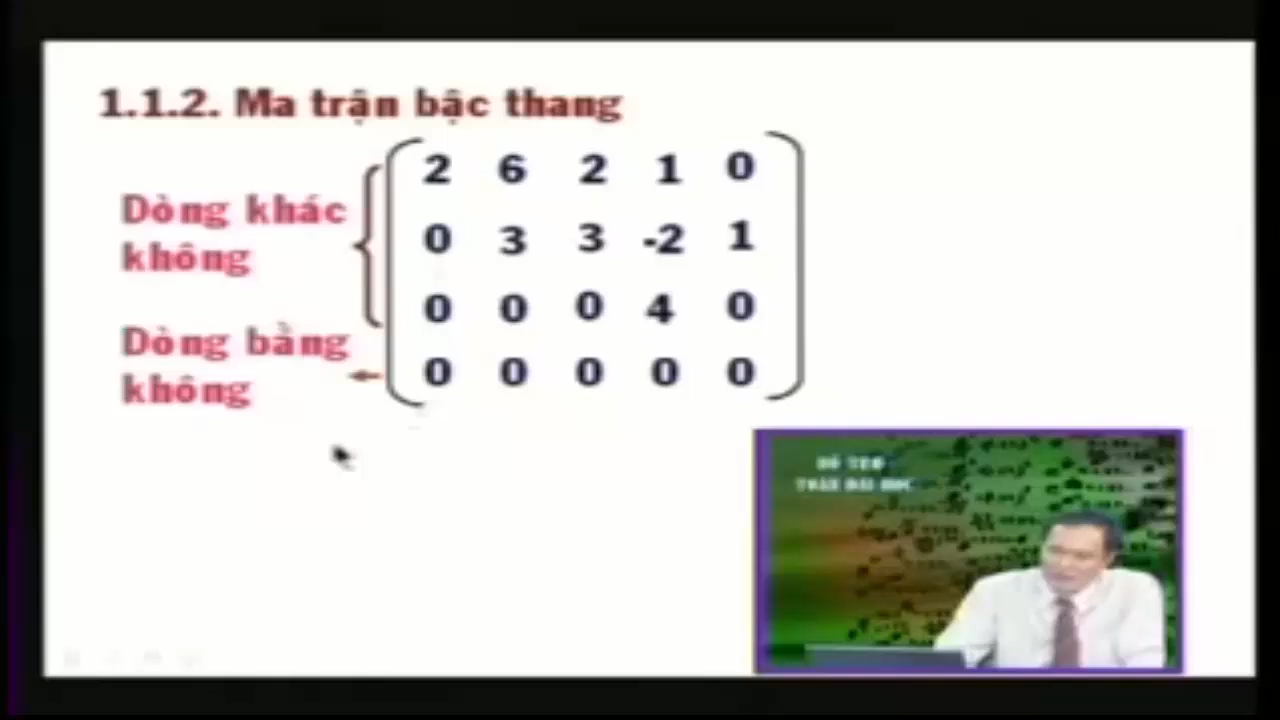 1.1.2. Ma trận bậc thang
2 6 2 1 0
Dòng khác
không
0 3 3 -2 1
0 0 0 4 0
Dòng bằng
không
0 0 0 0 0